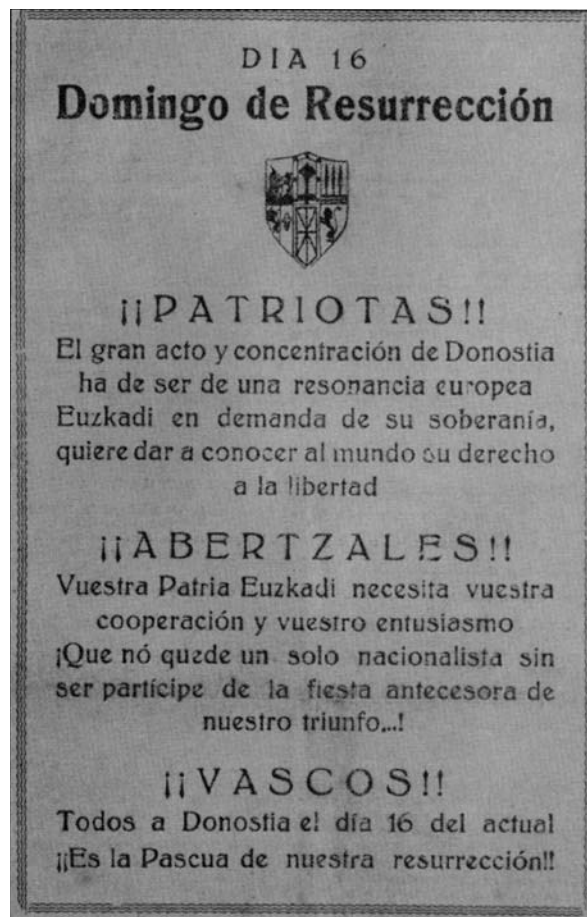 DIA 16
Domingo de Resurrección
¡¡PATRIOTAS!!
El gran acto y concentración de Donostia
ha de ser de una resonancia europea
Euzkadi en demanda de su soberanía,
quiere dar a conocer al mundo su derecho
a la libertad
¡¡ABERTZALES!!
Vuestra Patria Euzkadi necesita vuestra
cooperación y vuestro entusiasmo
¡Que nó quede un solo nacionalista sin
ser partícipe de la fiesta antecesora de
nuestro triunfo...!
¡¡VASCOS!!
Todos a Donostia el día 16 del actual
¡¡Es la Pascua de nuestra resurrección!!